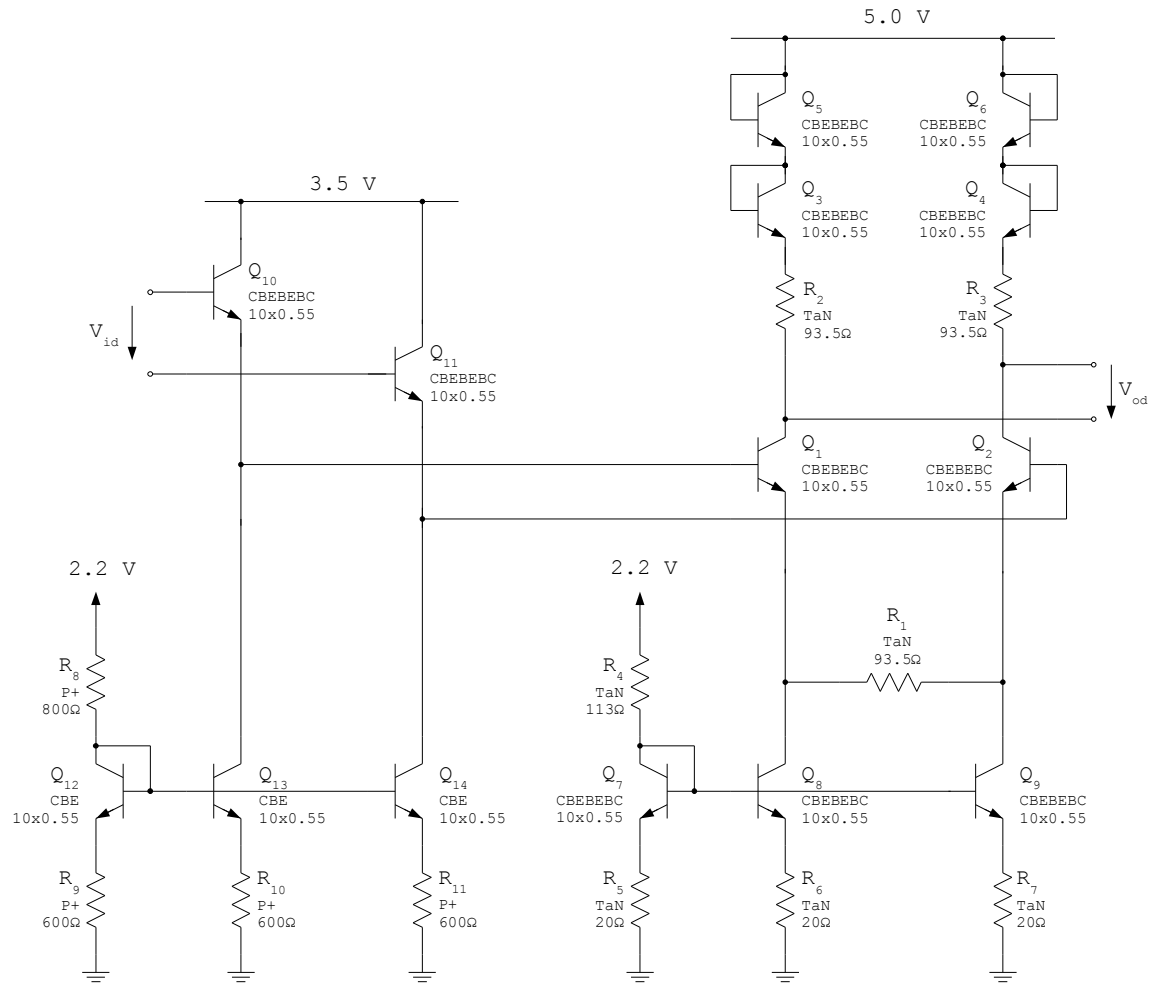 5.0 V
Q5
CBEBEBC
10x0.55
Q6
CBEBEBC
10x0.55
3.5 V
Q3
CBEBEBC
10x0.55
Q4
CBEBEBC
10x0.55
Q10
CBEBEBC
10x0.55
R2
TaN
93.5Ω
R3
TaN
93.5Ω
Vid
Q11
CBEBEBC
10x0.55
Vod
Q1
CBEBEBC
10x0.55
Q2
CBEBEBC
10x0.55
2.2 V
2.2 V
R1
TaN
93.5Ω
R8
P+
800Ω
R4
TaN
113Ω
Q12
CBE
10x0.55
Q13
CBE
10x0.55
Q14
CBE
10x0.55
Q7
CBEBEBC
10x0.55
Q8
CBEBEBC
10x0.55
Q9
CBEBEBC
10x0.55
R9
P+
600Ω
R10
P+
600Ω
R11
P+
600Ω
R5
TaN
20Ω
R6
TaN
20Ω
R7
TaN
20Ω